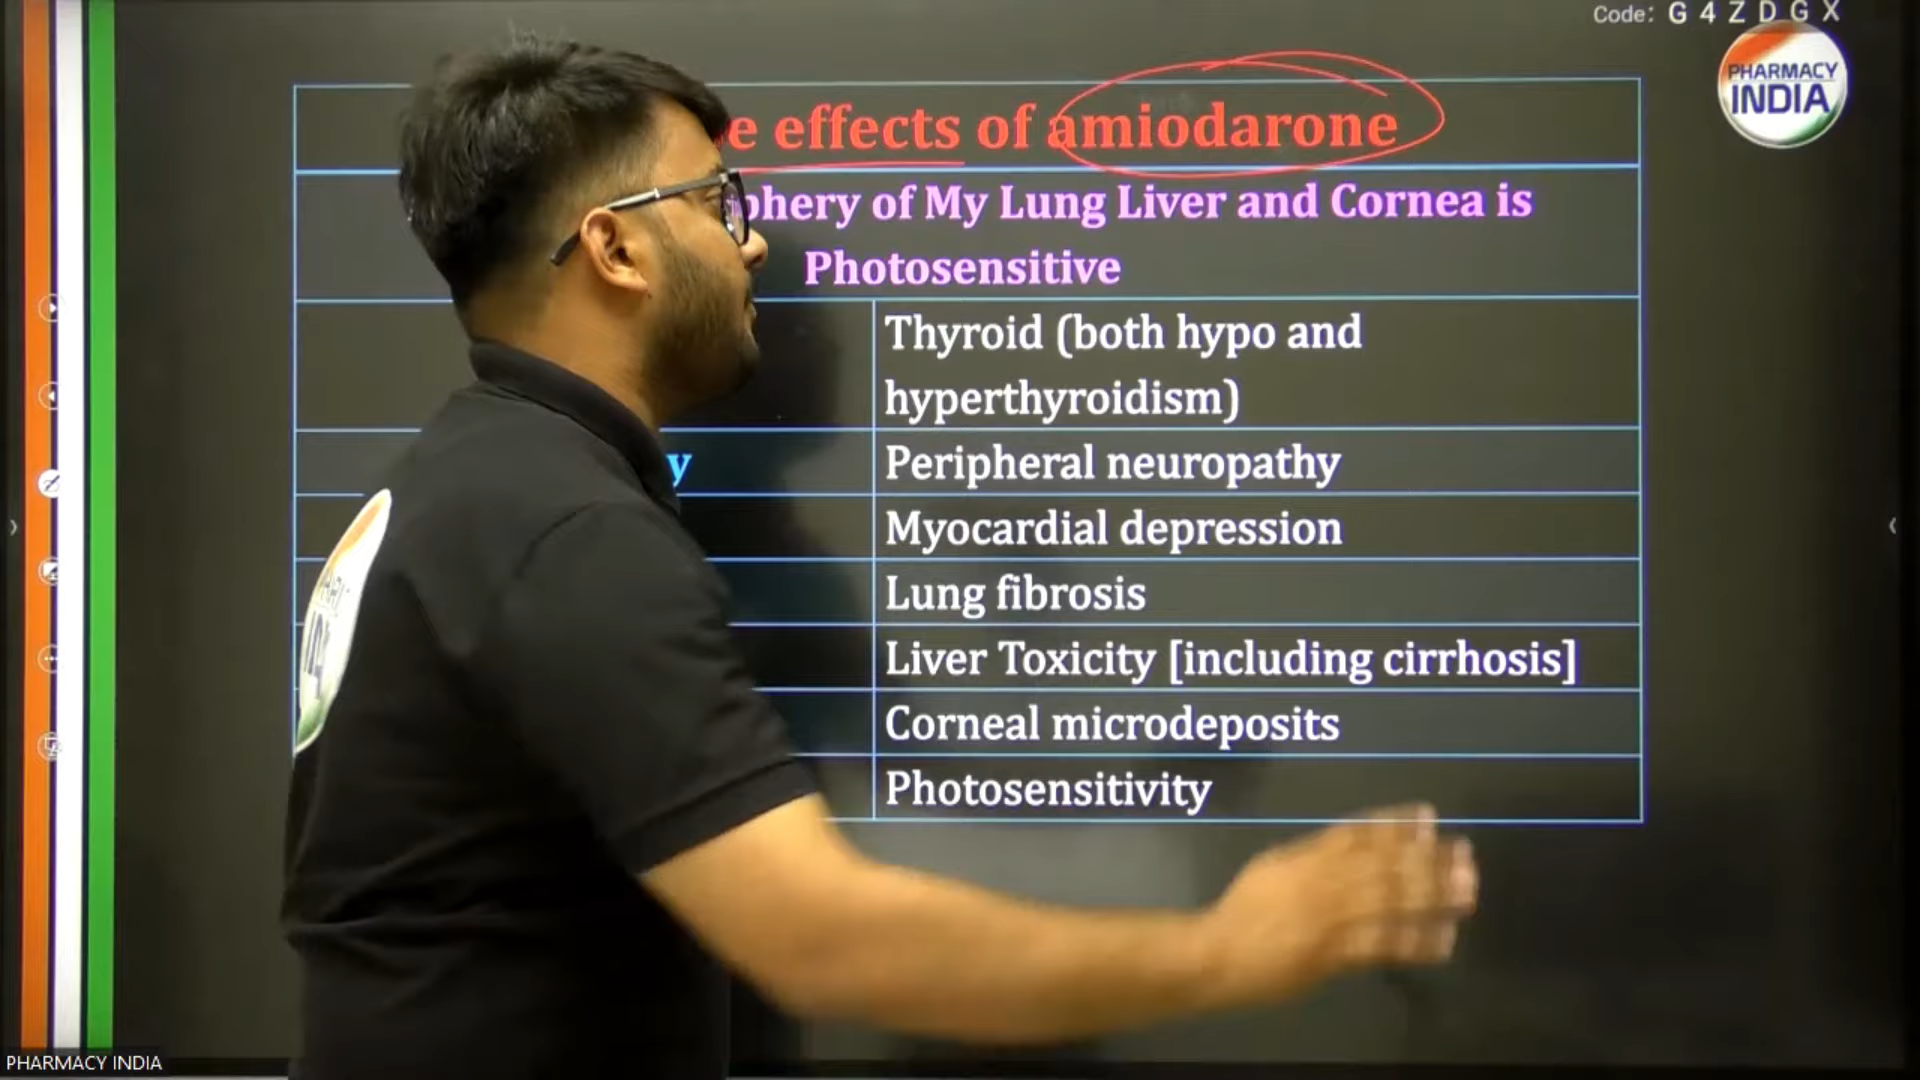 Code: G 4 Z D G X
PHARMACY
INDIA
effects of amiodarone
of My Lung Liver and Cornea is
Photosensitive
Thyroid (both hypo and
hyperthyroidism)
Peripheral neuropathy
Myocardial depression
Lung fibrosis
Liver Toxicity [including cirrhosis]
Corneal microdeposits
Photosensitivity
PHARMACY INDIA